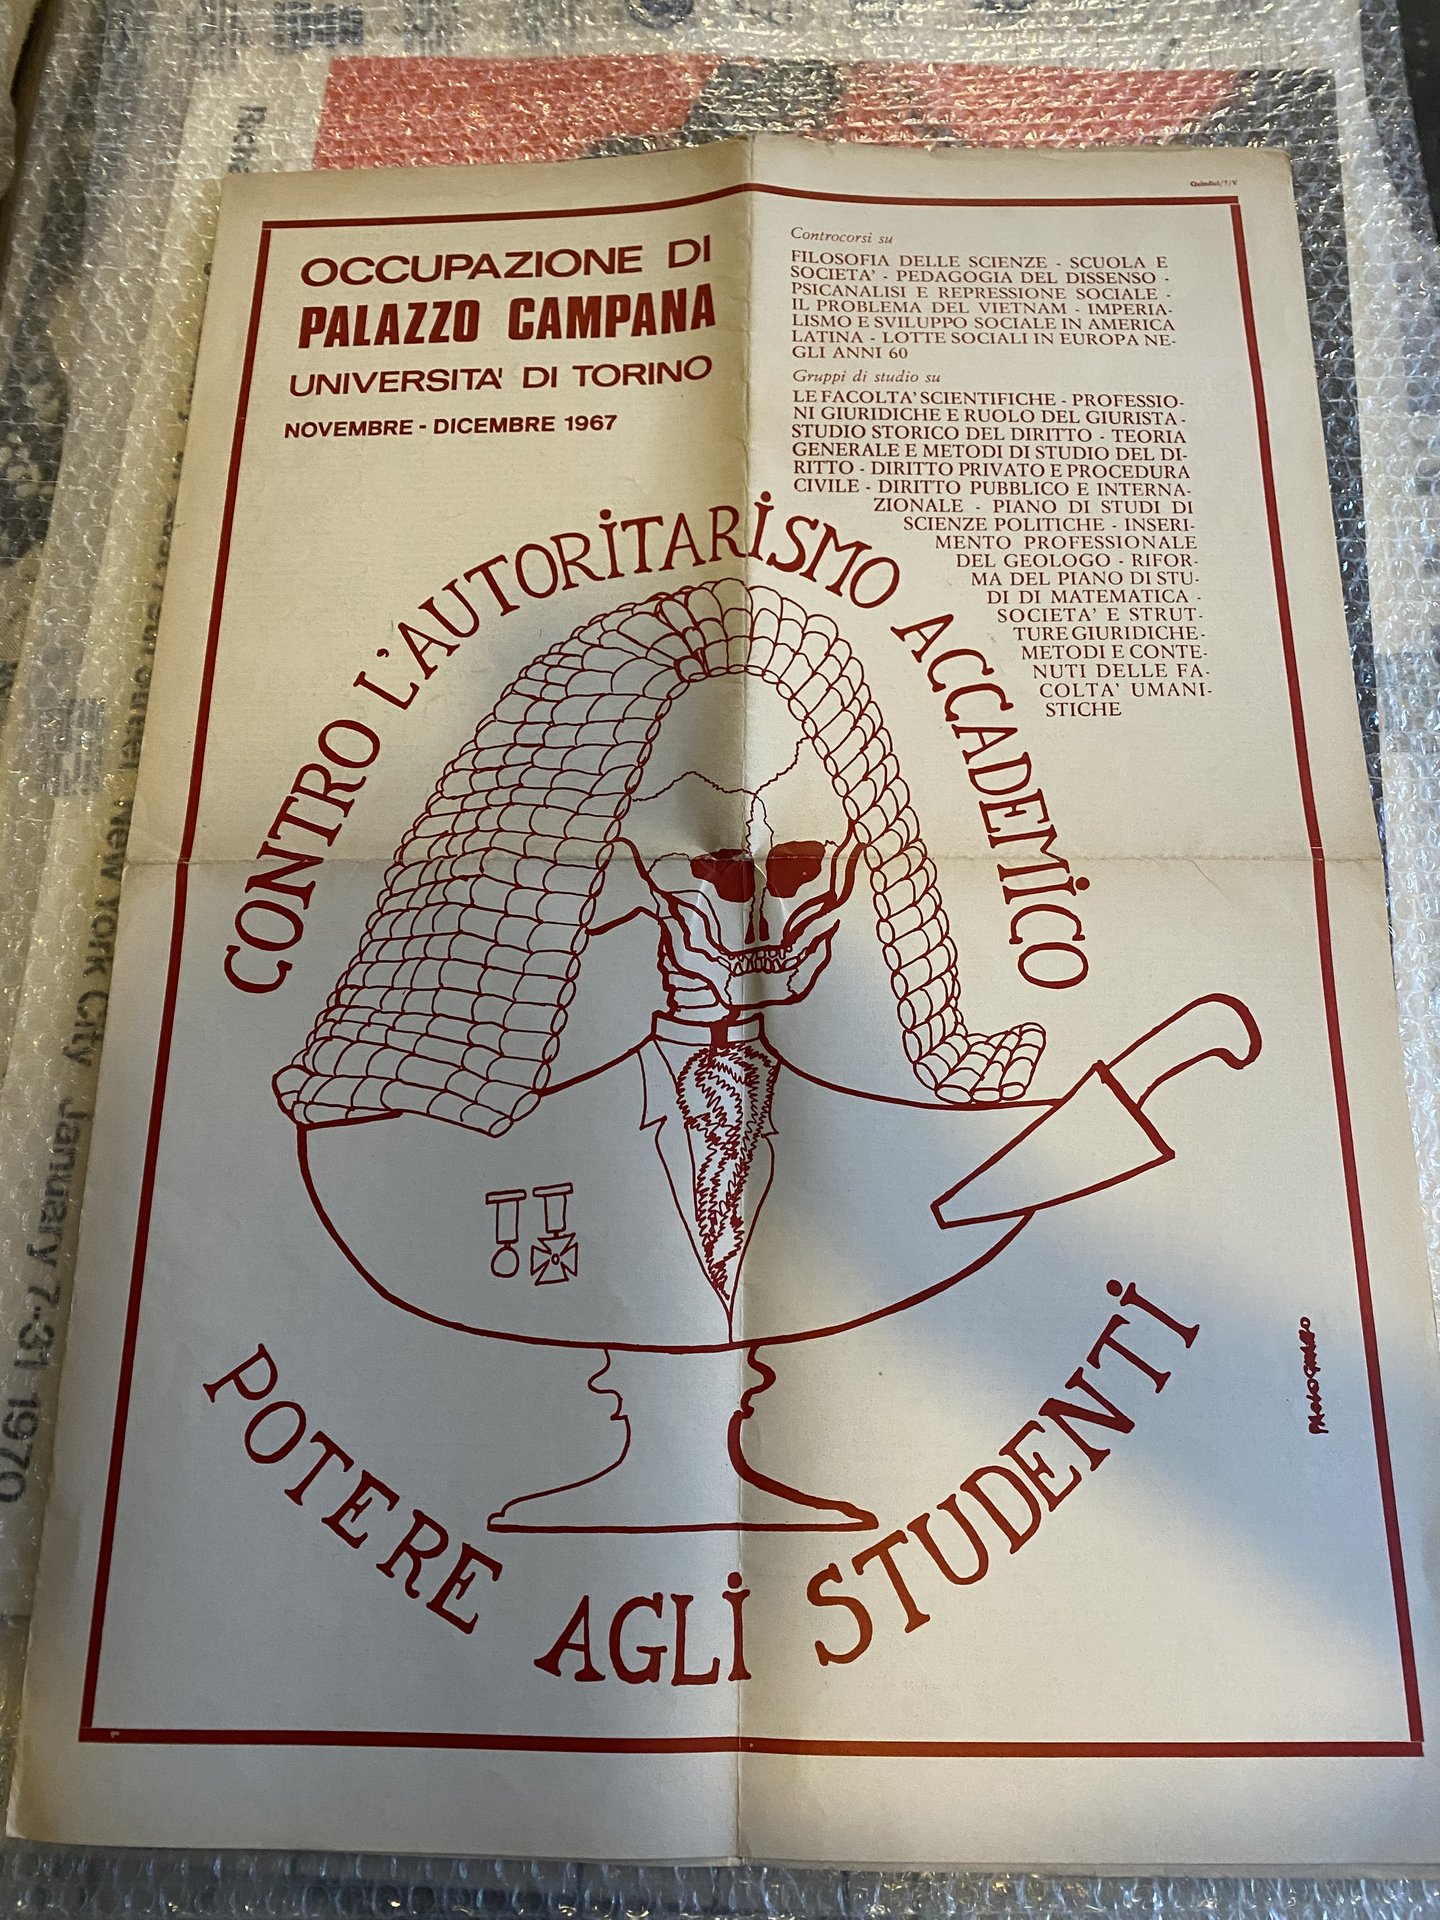 Quindici/7/V
OCCUPAZIONE DI
PALAZZO CAMPANA
UNIVERSITA' DI TORINO
NOVEMBRE - DICEMBRE 1967
Controcorsi su
FILOSOFIA DELLE SCIENZE - SCUOLA E
SOCIETA' - PEDAGOGIA DEL DISSENSO -
PSICANALISI E REPRESSIONE SOCIALE -
IL PROBLEMA DEL VIETNAM - IMPERIA-
LISMO E SVILUPPO SOCIALE IN AMERICA
LATINA - LOTTE SOCIALI IN EUROPA NE-
GLI ANNI 60
Gruppi di studio su
LE FACOLTA' SCIENTIFICHE - PROFESSIO-
NI GIURIDICHE E RUOLO DEL GIURISTA -
STUDIO STORICO DEL DIRITTO - TEORIA
GENERALE E METODI DI STUDIO DEL DI-
RITTO - DIRITTO PRIVATO E PROCEDURA
CIVILE - DIRITTO PUBBLICO E INTERNA-
ZIONALE - PIANO DI STUDI DI
SCIENZE POLITICHE - INSERI-
MENTO PROFESSIONALE
DEL GEOLOGO - RIFOR-
MA DEL PIANO DI STU-
DI DI MATEMATICA -
SOCIETA' E STRUT-
TURE GIURIDICHE -
METODI E CONTE-
NUTI DELLE FA-
COLTA' UMANI-
STICHE
CONTRO L'AUTORITARISMO ACCADEMICO
POTERE AGLI STUDENTI
New York City January 7-31 1970